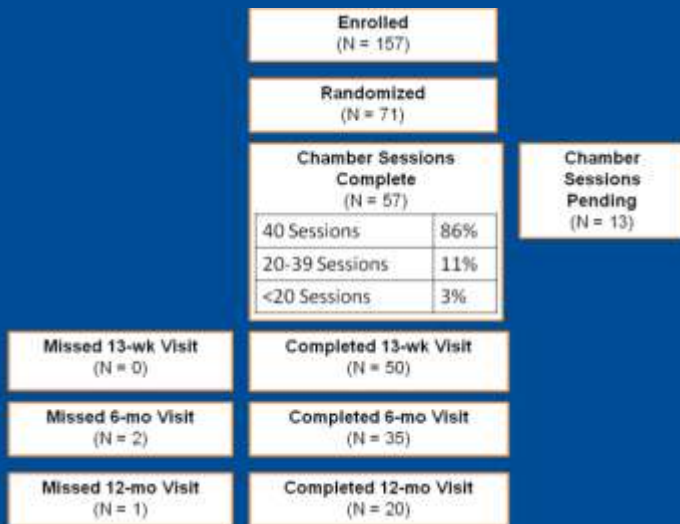 Enrolled
(N = 157)
Randomized
(N = 71)
Chamber Sessions
Complete
(N = 57)
40 Sessions 86%
20-39 Sessions 11%
<20 Sessions 3%
Chamber
Sessions
Pending
(N = 13)
Missed 13-wk Visit
(N = 0)
Completed 13-wk Visit
(N = 50)
Missed 6-mo Visit
(N = 2)
Completed 6-mo Visit
(N = 35)
Missed 12-mo Visit
(N = 1)
Completed 12-mo Visit
(N = 20)